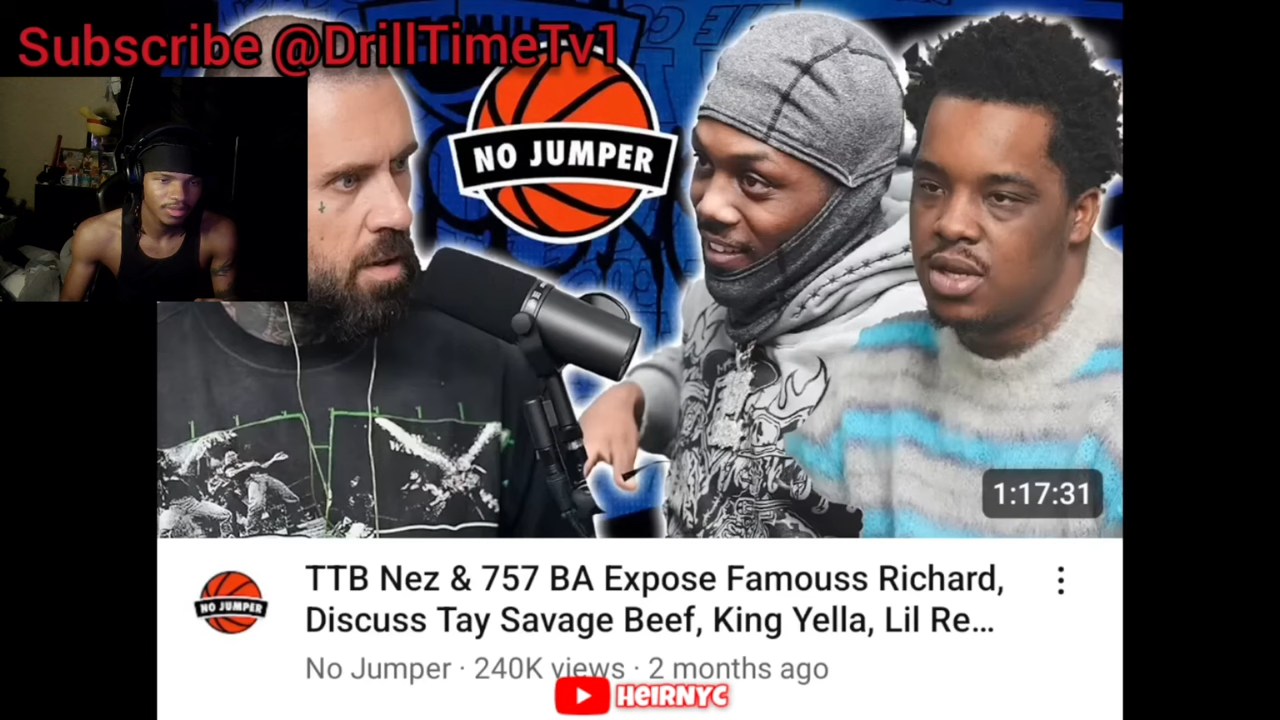 Subscribe @DrillTimeTv1
NO JUMPER
1:17:31
TTB Nez & 757 BA Expose Famouss Richard,
Discuss Tay Savage Beef, King Yella, Lil Re...
NO JUMPER
No Jumper · 240K views · 2 months ago
HEIRNYC